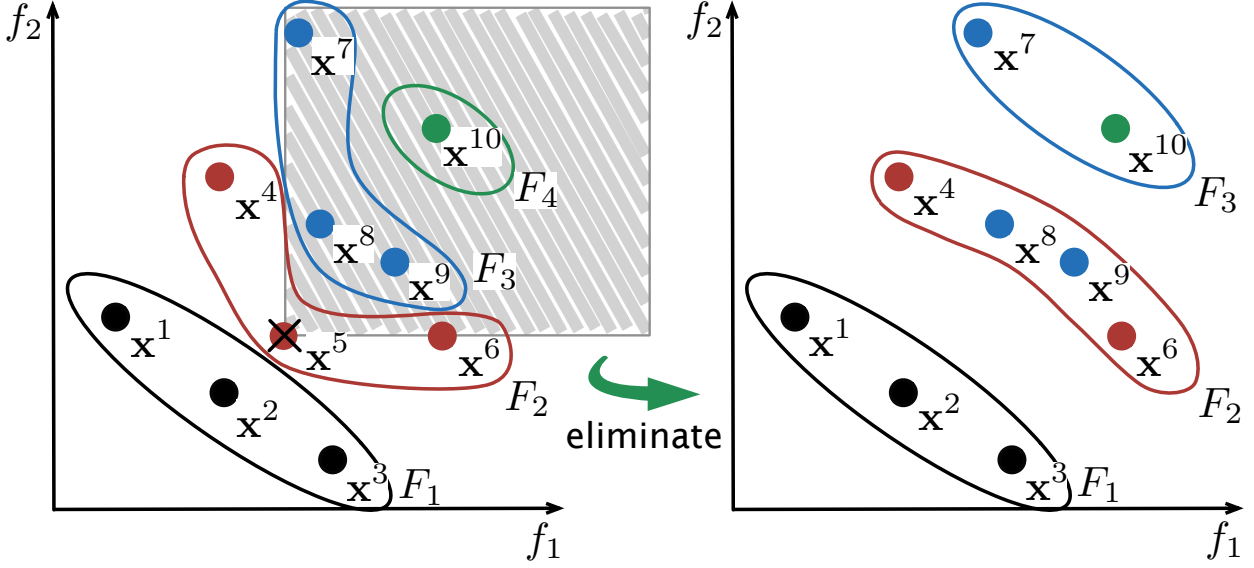 f₂
x⁷
x¹⁰
F₄
x⁴
x⁸
x⁹
F₃
x¹
x⁵
x⁶
F₂
x²
x³
F₁
f₁
eliminate
f₂
x⁷
x¹⁰
F₃
x⁴
x⁸
x⁹
x¹
x⁶
F₂
x²
x³
F₁
f₁